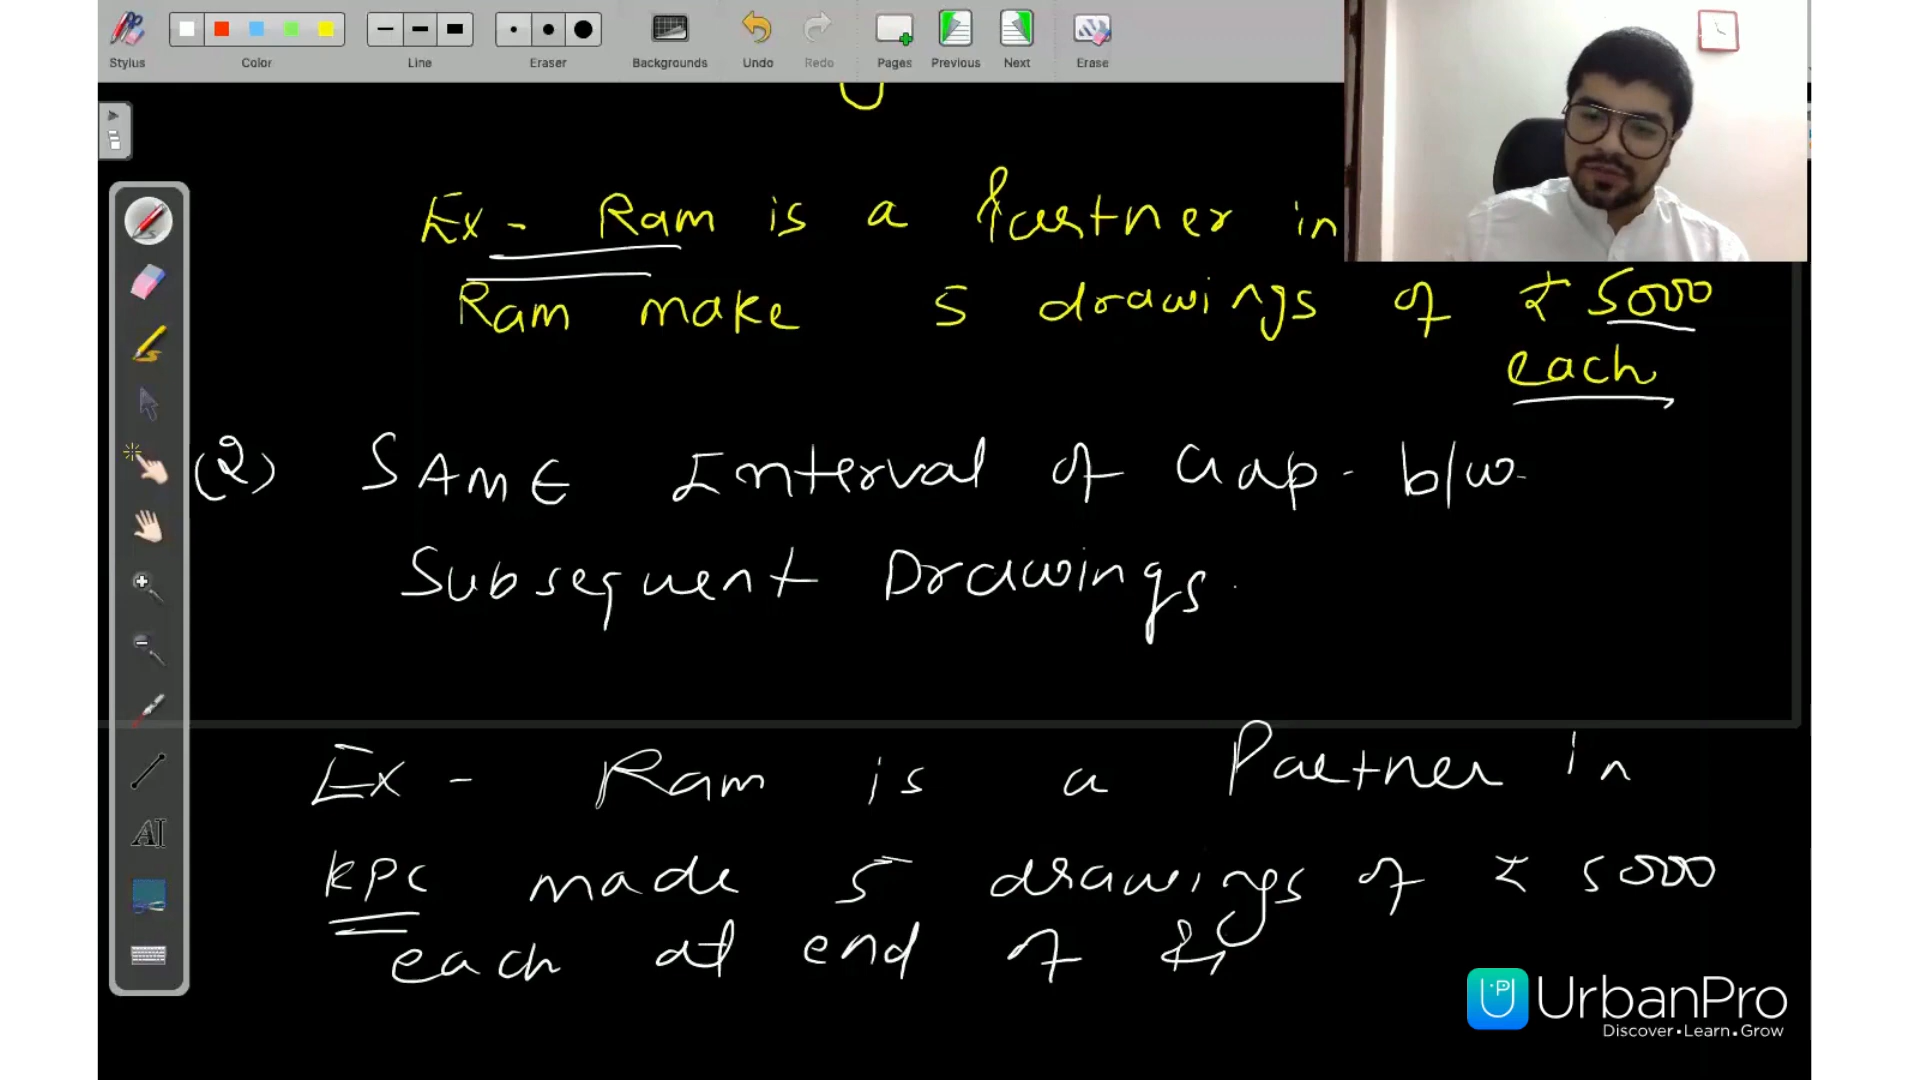 Stylus Color Line Eraser Backgrounds Undo Redo Pages Previous Next Erase
Ex - Ram is a Partner in
Ram make 5 drawings of ₹ 5000
each
(2) SAME Interval of Gap - b/w
Subsequent Drawings.
Ex - Ram is a Partner in
KPC made 5 drawings of ₹ 5000
each at end of
UrbanPro
Discover•Learn•Grow